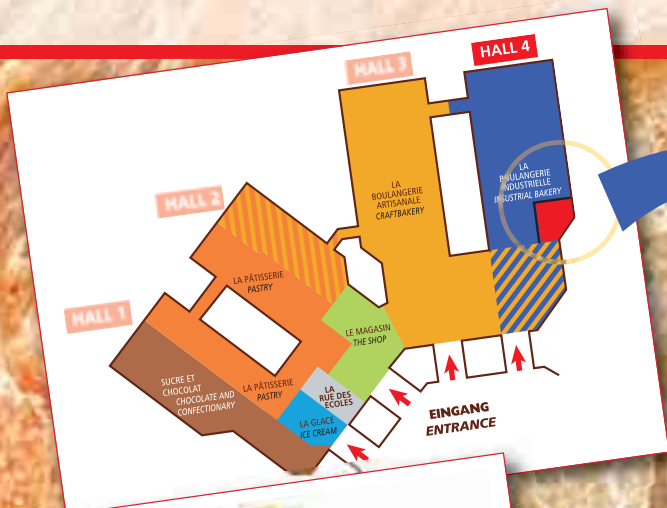 HALL 4
HALL 3
LA
BOULANGERIE
INDUSTRIELLE
INDUSTRIAL BAKERY
LA
BOULANGERIE
ARTISANALE
CRAFTBAKERY
HALL 2
LA PÂTISSERIE
PASTRY
HALL 1
LE MAGASIN
THE SHOP
SUCRE ET
CHOCOLAT
CHOCOLATE AND
CONFECTIONARY
LA PÂTISSERIE
PASTRY
LA
RUE DES
ECOLES
LA GLACE
ICE CREAM
EINGANG
ENTRANCE